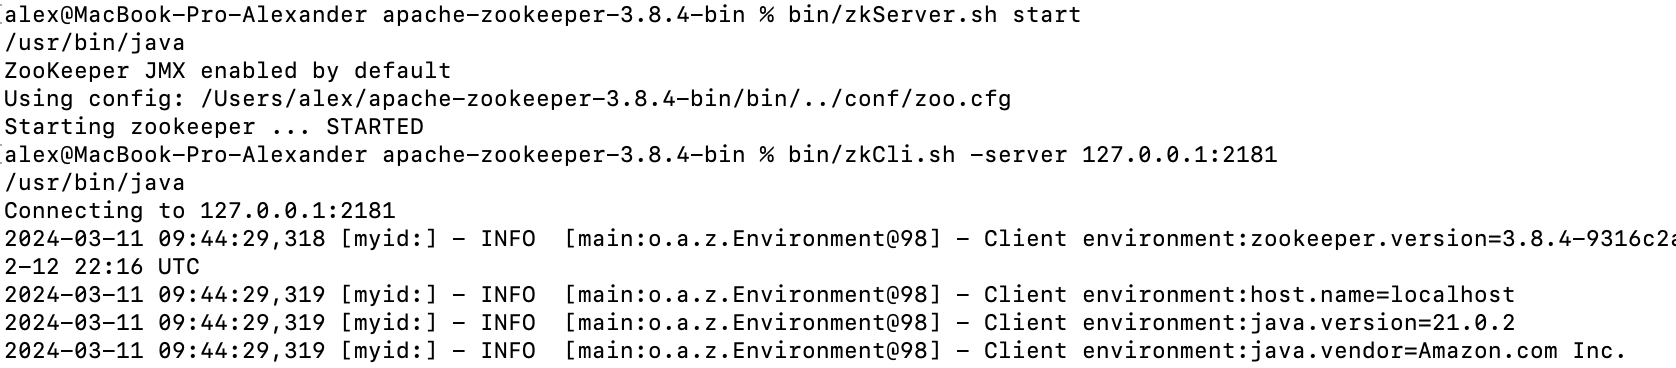 alex@MacBook-Pro-Alexander apache-zookeeper-3.8.4-bin % bin/zkServer.sh start
/usr/bin/java
ZooKeeper JMX enabled by default
Using config: /Users/alex/apache-zookeeper-3.8.4-bin/bin/../conf/zoo.cfg
Starting zookeeper ... STARTED
alex@MacBook-Pro-Alexander apache-zookeeper-3.8.4-bin % bin/zkCli.sh -server 127.0.0.1:2181
/usr/bin/java
Connecting to 127.0.0.1:2181
2024-03-11 09:44:29,318 [myid:] - INFO  [main:o.a.z.Environment@98] - Client environment:zookeeper.version=3.8.4-9316c2a
2-12 22:16 UTC
2024-03-11 09:44:29,319 [myid:] - INFO  [main:o.a.z.Environment@98] - Client environment:host.name=localhost
2024-03-11 09:44:29,319 [myid:] - INFO  [main:o.a.z.Environment@98] - Client environment:java.version=21.0.2
2024-03-11 09:44:29,319 [myid:] - INFO  [main:o.a.z.Environment@98] - Client environment:java.vendor=Amazon.com Inc.